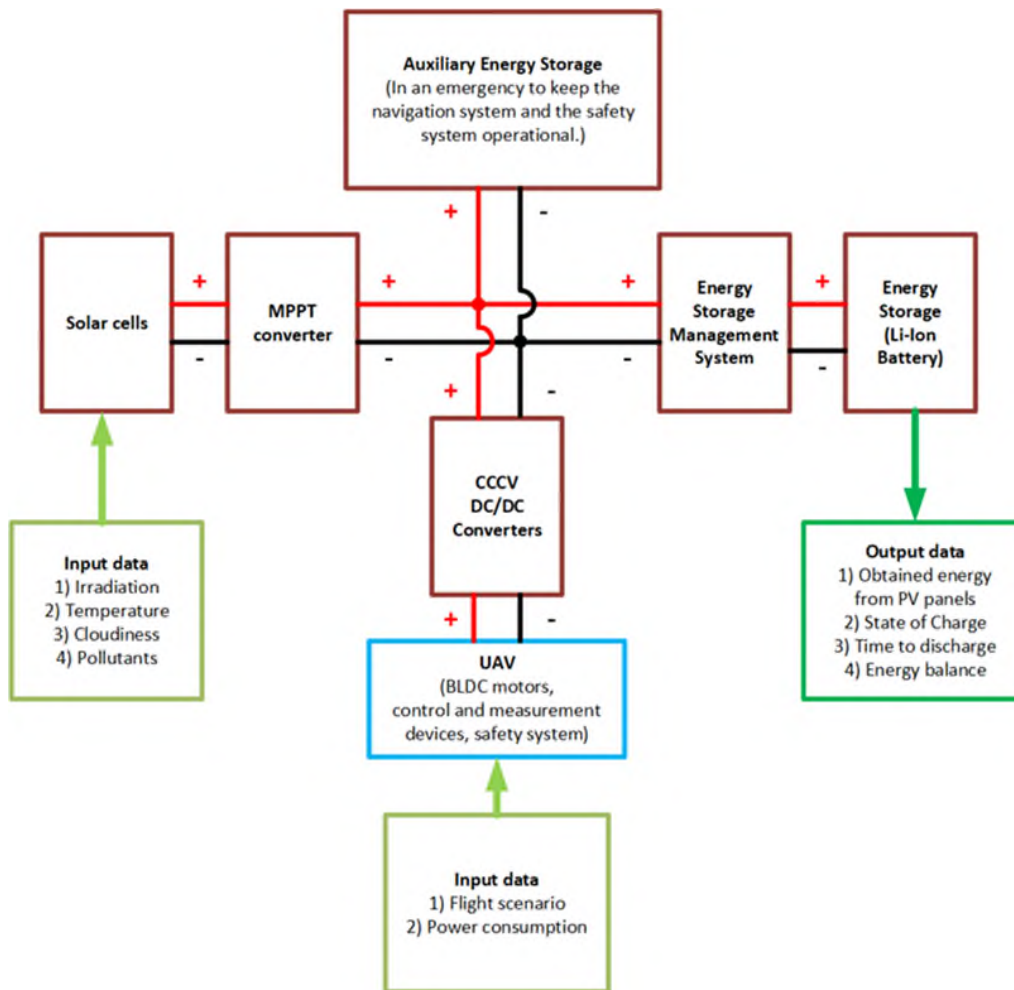 Auxiliary Energy Storage
(In an emergency to keep the
navigation system and the safety
system operational.)
+
-
Solar cells
+
-
MPPT
converter
+
-
+
-
Energy
Storage
Management
System
+
-
Energy
Storage
(Li-Ion
Battery)
+
-
CCCV
DC/DC
Converters
+
-
UAV
(BLDC motors,
control and measurement
devices, safety system)
Input data
1) Irradiation
2) Temperature
3) Cloudiness
4) Pollutants
Output data
1) Obtained energy
from PV panels
2) State of Charge
3) Time to discharge
4) Energy balance
Input data
1) Flight scenario
2) Power consumption